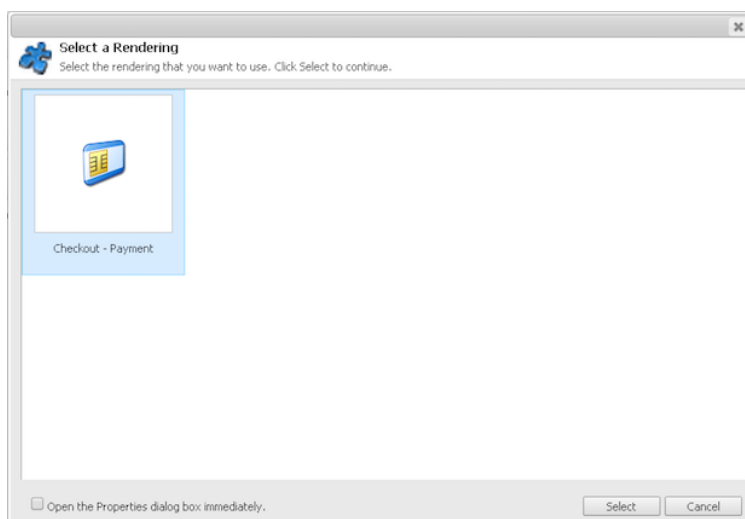 Select a Rendering
Select the rendering that you want to use. Click Select to continue.
Checkout - Payment
Open the Properties dialog box immediately.
Select
Cancel